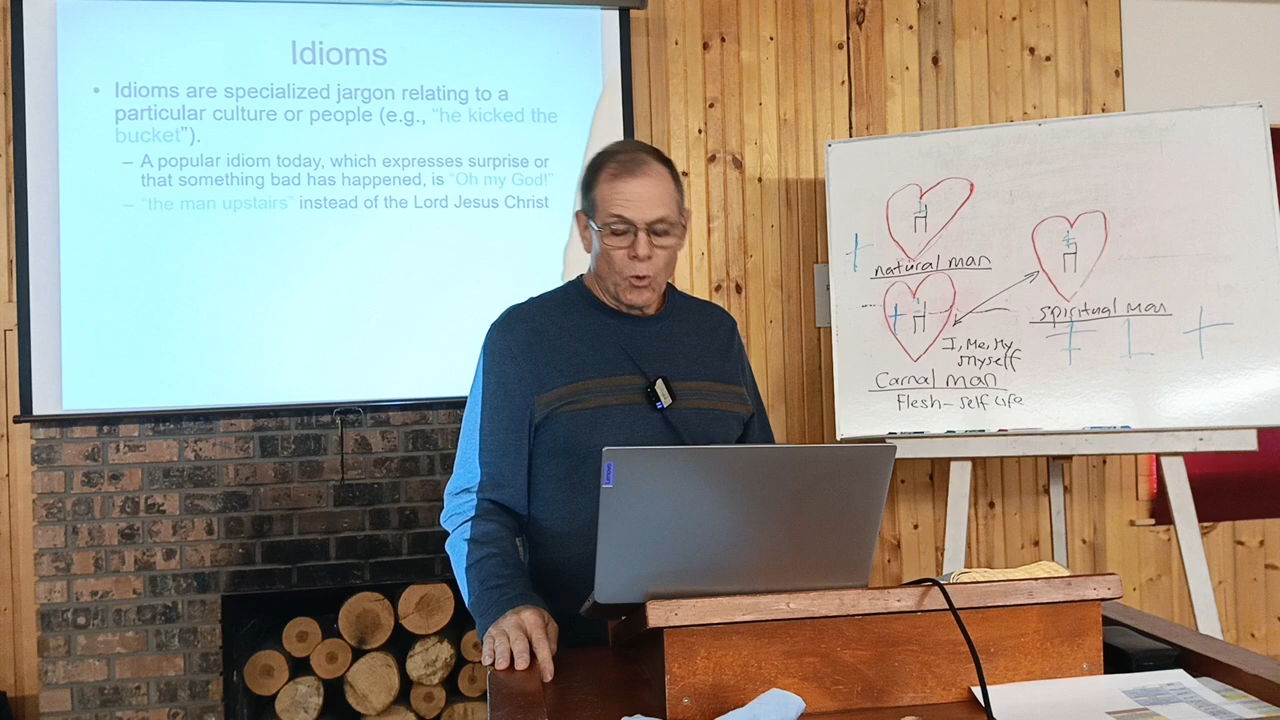 Idioms
• Idioms are specialized jargon relating to a
particular culture or people (e.g., “he kicked the
bucket”).
– A popular idiom today, which expresses surprise or
that something bad has happened, is “Oh my God!”
– “the man upstairs” instead of the Lord Jesus Christ
natural man
spiritual man
I, Me, My
Myself
Carnal man
Flesh-self life
Lenovo